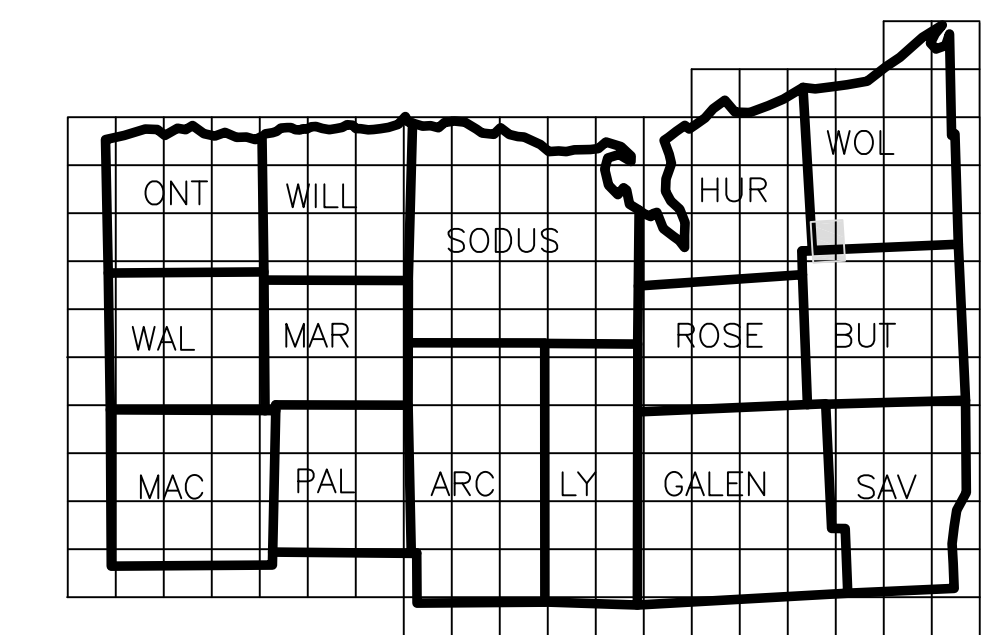 WOL
ONT
WILL
HUR
SODUS
WAL
MAR
ROSE
BUT
MAC
PAL
ARC
LY
GALEN
SAV